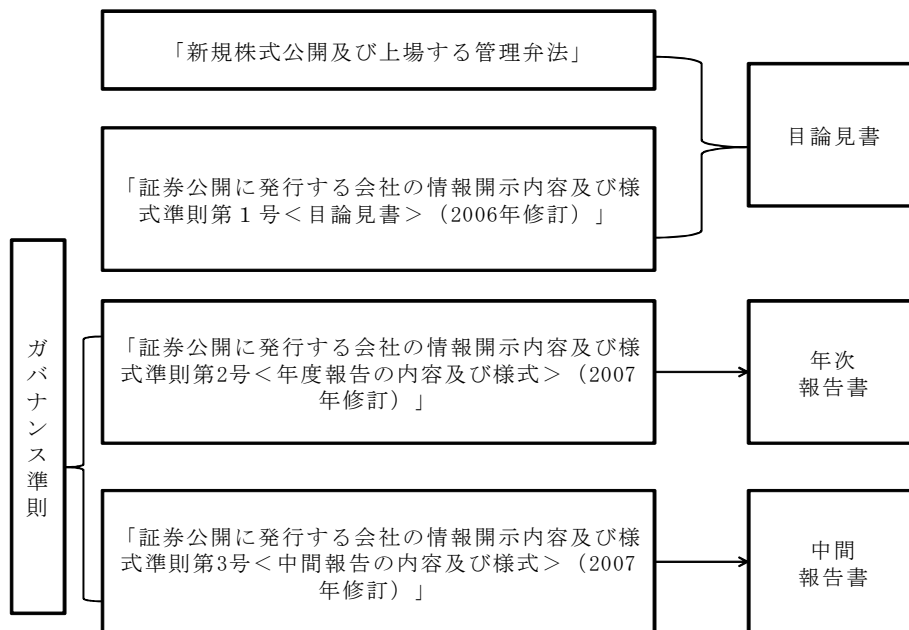 「新規株式公開及び上場する管理弁法」
「証券公開に発行する会社の情報開示内容及び様
式準則第１号＜目論見書＞（2006年修訂）」
目論見書
ガバナンス準則
「証券公開に発行する会社の情報開示内容及び様
式準則第2号＜年度報告の内容及び様式＞（2007
年修訂）」
年次
報告書
「証券公開に発行する会社の情報開示内容及び様
式準則第3号＜中間報告の内容及び様式＞（2007
年修訂）」
中間
報告書